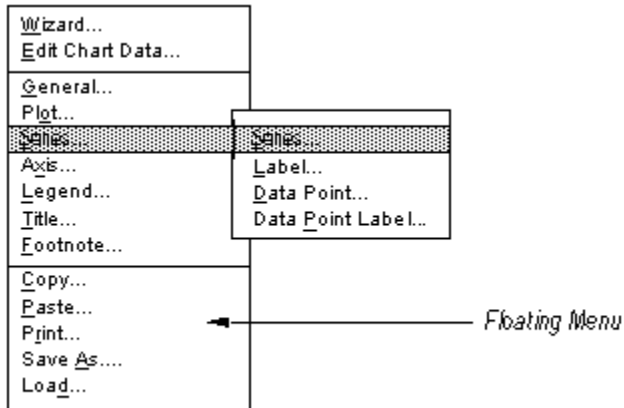 Wizard...
Edit Chart Data...
General...
Plot...
Series...
Axis...
Legend...
Title...
Footnote...
Copy...
Paste...
Print...
Save As....
Load...
Series...
Label...
Data Point...
Data Point Label...
Floating Menu